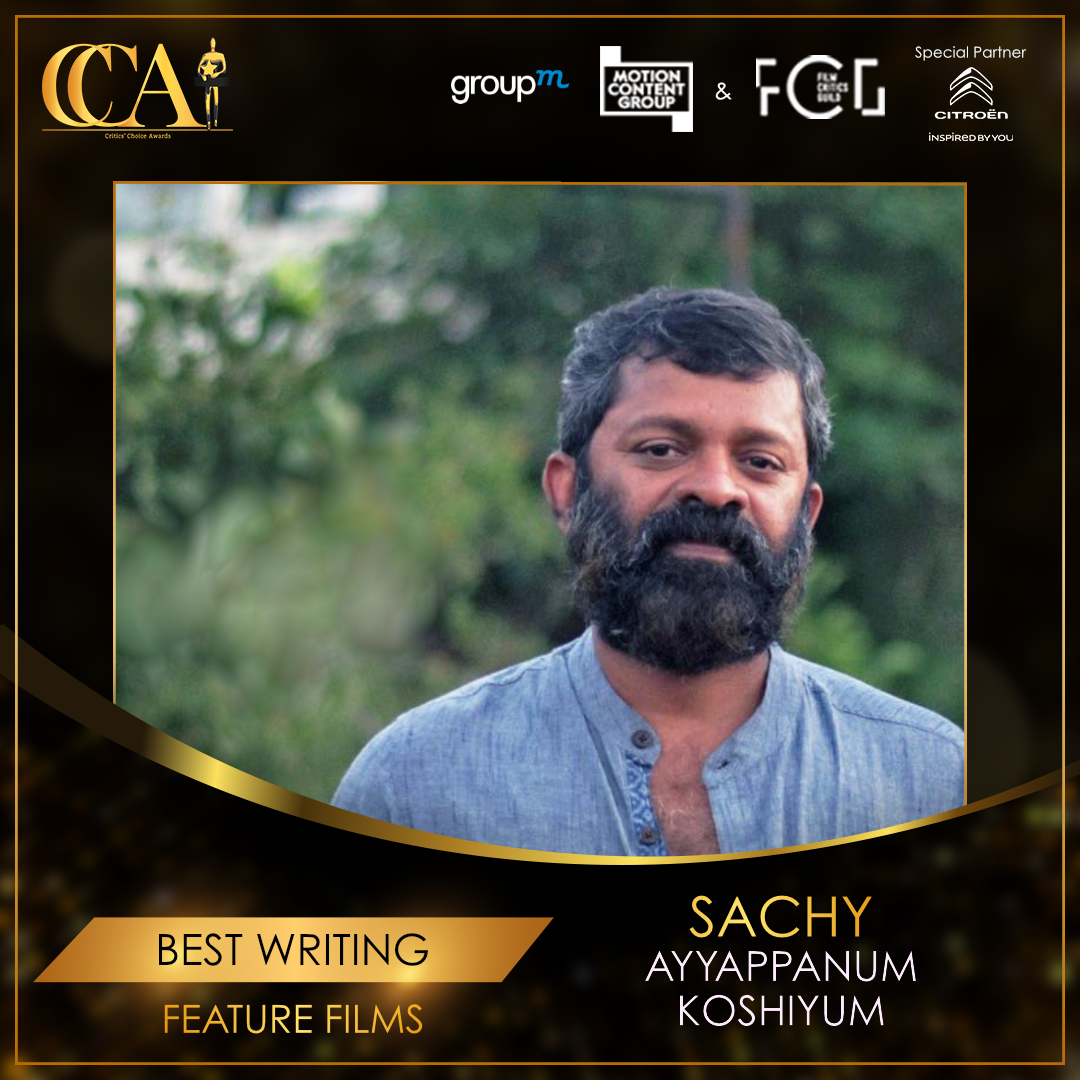 CCA
Critics' Choice Awards
groupm
MOTION
CONTENT
GROUP
&
FCG
FILM
CRITICS
GUILD
Special Partner
CITROËN
INSPIRED BY YOU
BEST WRITING
FEATURE FILMS
SACHY
AYYAPPANUM
KOSHIYUM